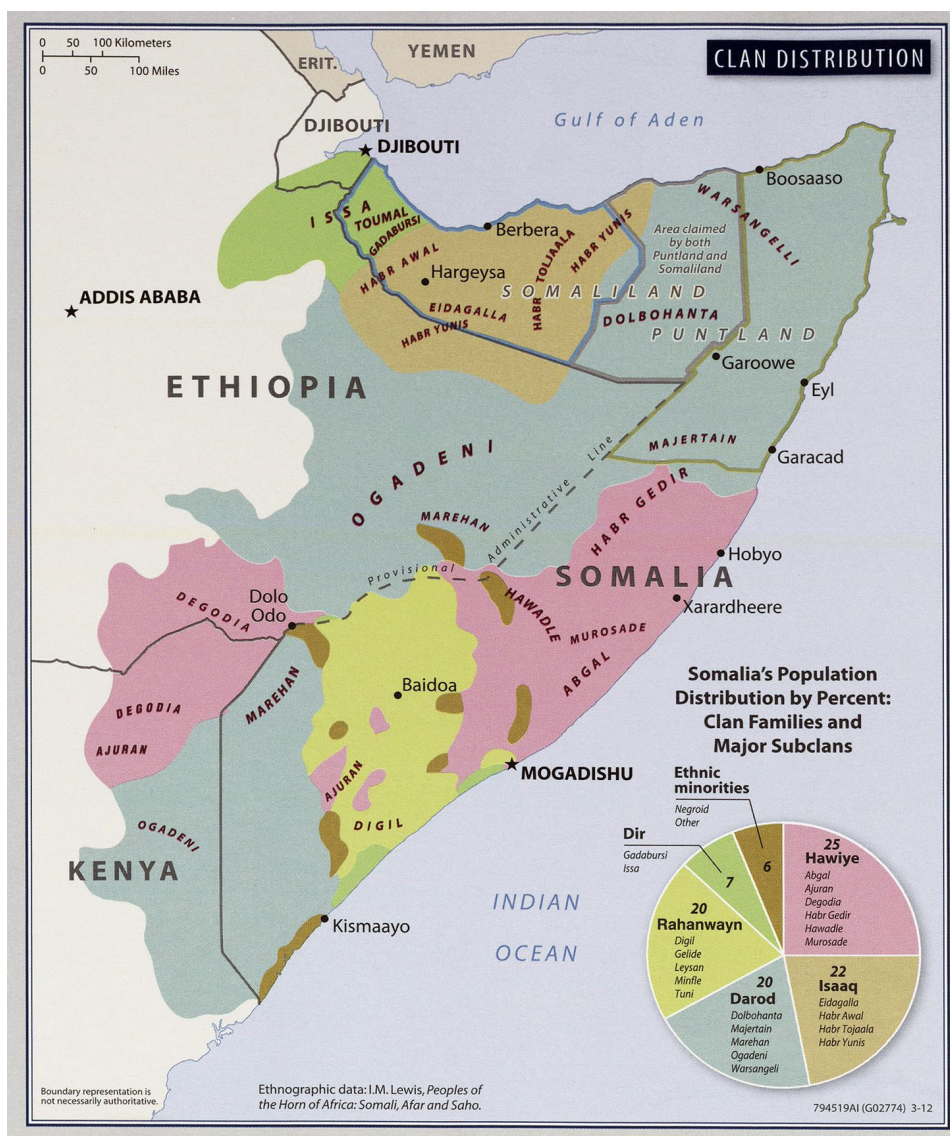 CLAN DISTRIBUTION
0 50 100 Kilometers
0 50 100 Miles
ERIT.
YEMEN
DJIBOUTI
DJIBOUTI
Gulf of Aden
Boosaaso
ISSA
TOUMAL
GADABURSI
Berbera
WARSANGELLI
HABR AWAL
HABR TOLJAALA
HABR YUNIS
Area claimed
by both
Puntland and
Somaliland
Hargeysa
SOMALILAND
ADDIS ABABA
EIDAGALLA
HABR YUNIS
DOLBOHANTA
PUNTLAND
Garoowe
ETHIOPIA
Eyl
MAJERTAIN
Garacad
OGADENI
Provisional Administrative Line
HABR GEDIR
MAREHAN
Hobyo
SOMALIA
Dolo
Odo
HAWADLE
Xarardheere
DEGODIA
MUROSADE
ABGAL
MAREHAN
Baidoa
DEGODIA
AJURAN
MOGADISHU
AJURAN
DIGIL
OGADENI
KENYA
Kismaayo
INDIAN
OCEAN
Somalia's Population
Distribution by Percent:
Clan Families and
Major Subclans
Ethnic
minorities
Negroid
Other
6
Dir
Gadabursi
Issa
7
25
Hawiye
Abgal
Ajuran
Degodia
Habr Gedir
Hawadle
Murosade
20
Rahanwayn
Digil
Gelide
Leysan
Minfle
Tuni
22
Isaaq
Eidagalla
Habr Awal
Habr Tojaala
Habr Yunis
20
Darod
Dolbohanta
Majertain
Marehan
Ogadeni
Warsangeli
Boundary representation is
not necessarily authoritative.
Ethnographic data: I.M. Lewis, Peoples of
the Horn of Africa: Somali, Afar and Saho.
794519AI (G02774) 3-12